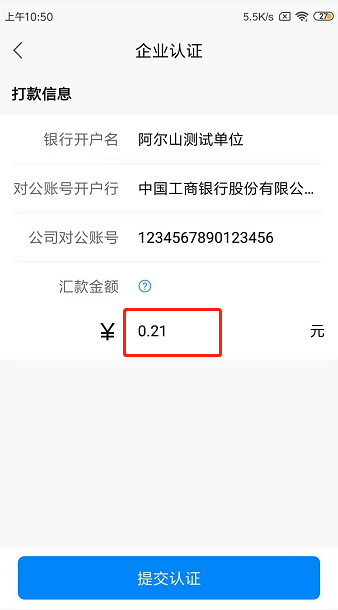 上午10:50 5.5K/s 27
企业认证
打款信息
银行开户名 阿尔山测试单位
对公账号开户行 中国工商银行股份有限公...
公司对公账号 1234567890123456
汇款金额 ?
¥ 0.21 元
提交认证